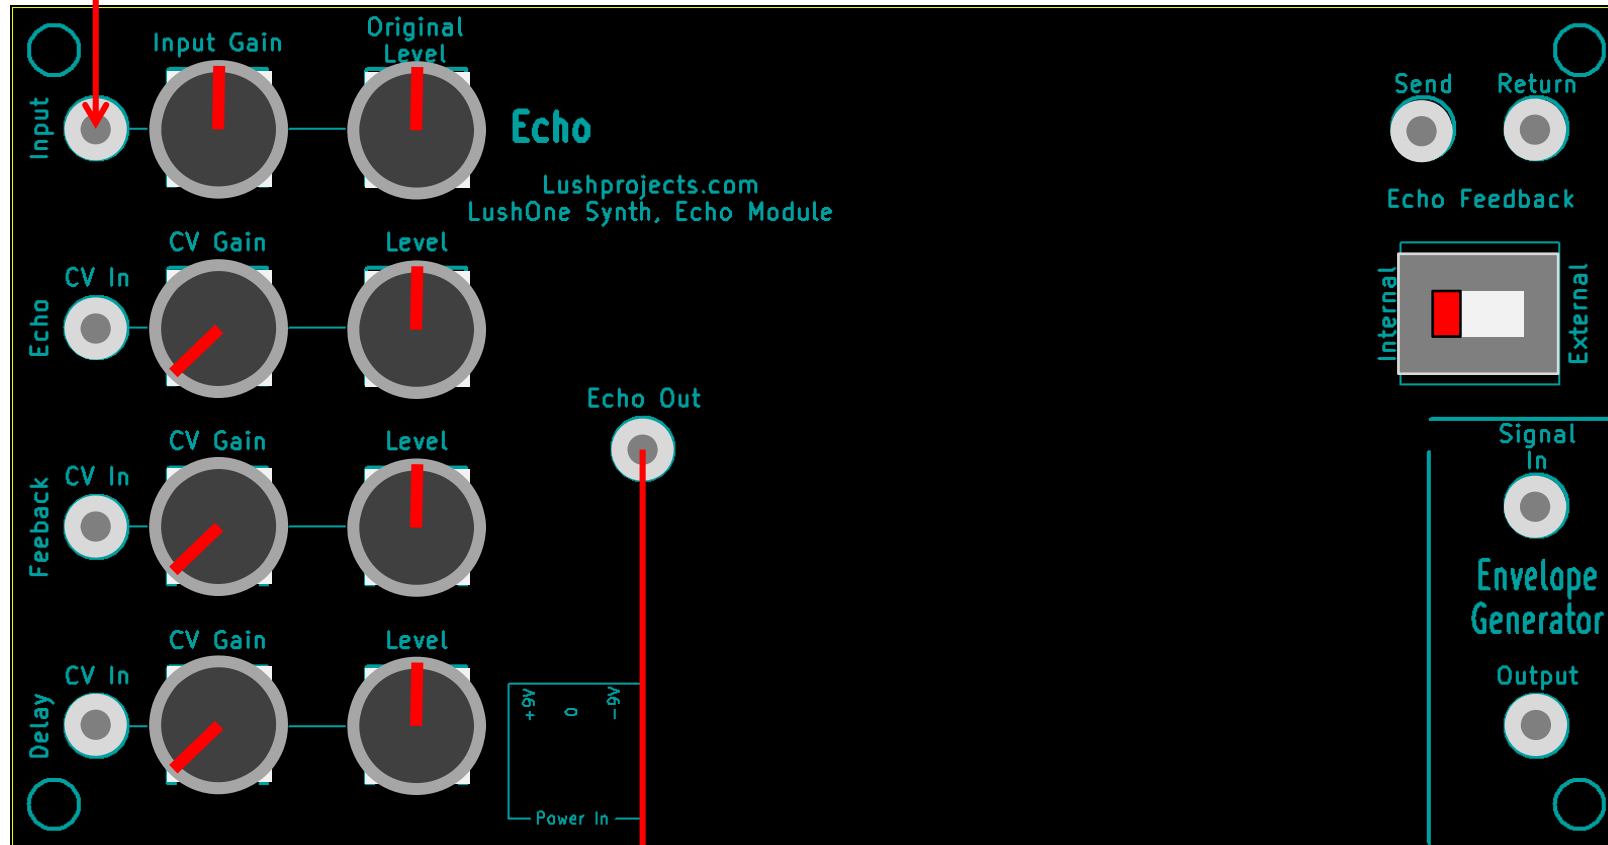 Input Gain
Original
Level
Input
Echo
Lushprojects.com
LushOne Synth, Echo Module
Send
Return
Echo Feedback
Internal
External
CV Gain
Level
CV In
Echo
Echo Out
CV Gain
Level
CV In
Feeback
Signal
In
Envelope
Generator
Output
CV Gain
Level
CV In
Delay
+9V
0
-9V
Power In